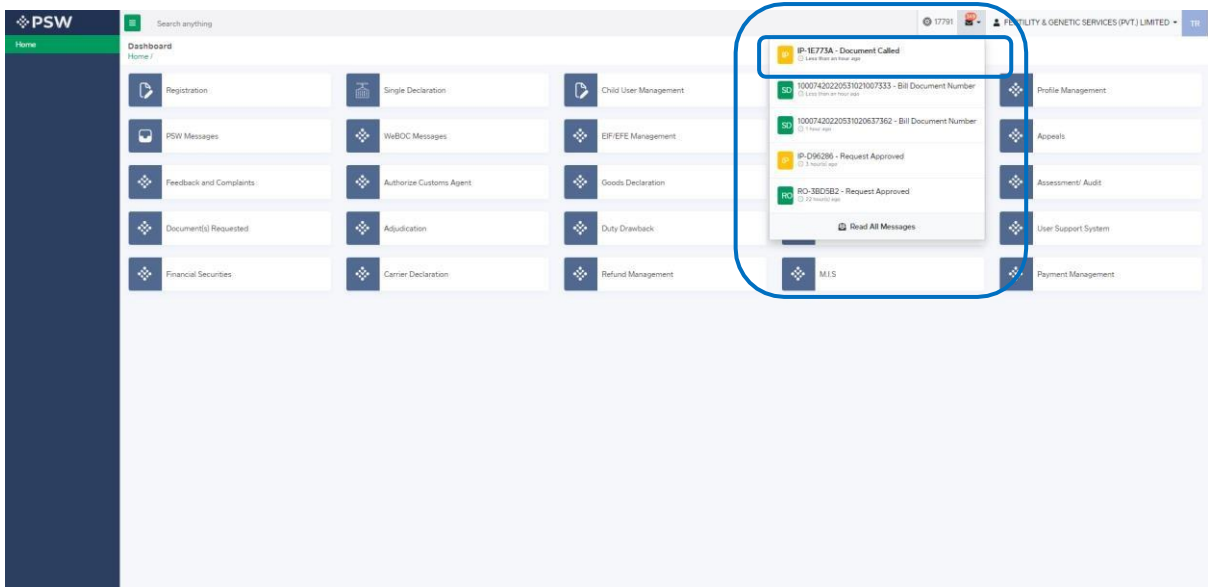 PSW
Search anything
17791
FERTILITY & GENETIC SERVICES (PVT.) LIMITED
TR
Home
Dashboard
Home /
IP
IP-1E773A - Document Called
Less than an hour ago
SD
10007420220531021007333 - Bill Document Number
Less than an hour ago
SD
10007420220531020637362 - Bill Document Number
1 hour ago
IP
IP-D96286 - Request Approved
3 hour(s) ago
RO
RO-3BD5B2 - Request Approved
22 hour(s) ago
Read All Messages
Registration
Single Declaration
Child User Management
Profile Management
PSW Messages
WeBOC Messages
EIF/EFE Management
Appeals
Feedback and Complaints
Authorize Customs Agent
Goods Declaration
Assessment/ Audit
Document(s) Requested
Adjudication
Duty Drawback
User Support System
Financial Securities
Carrier Declaration
Refund Management
M.I.S
Payment Management